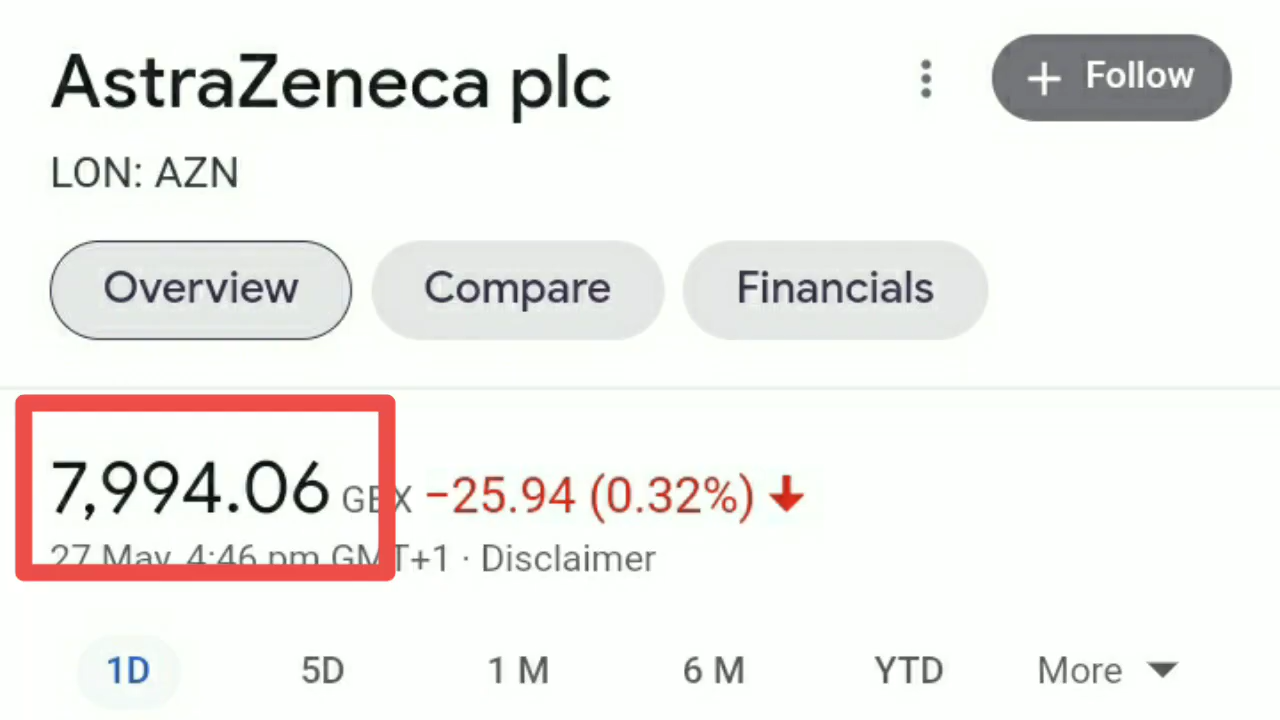 AstraZeneca plc
+ Follow
LON: AZN
Overview
Compare
Financials
7,994.06 GBX −25.94 (0.32%)
27 May, 4:46 pm GMT+1 · Disclaimer
1D
5D
1 M
6 M
YTD
More